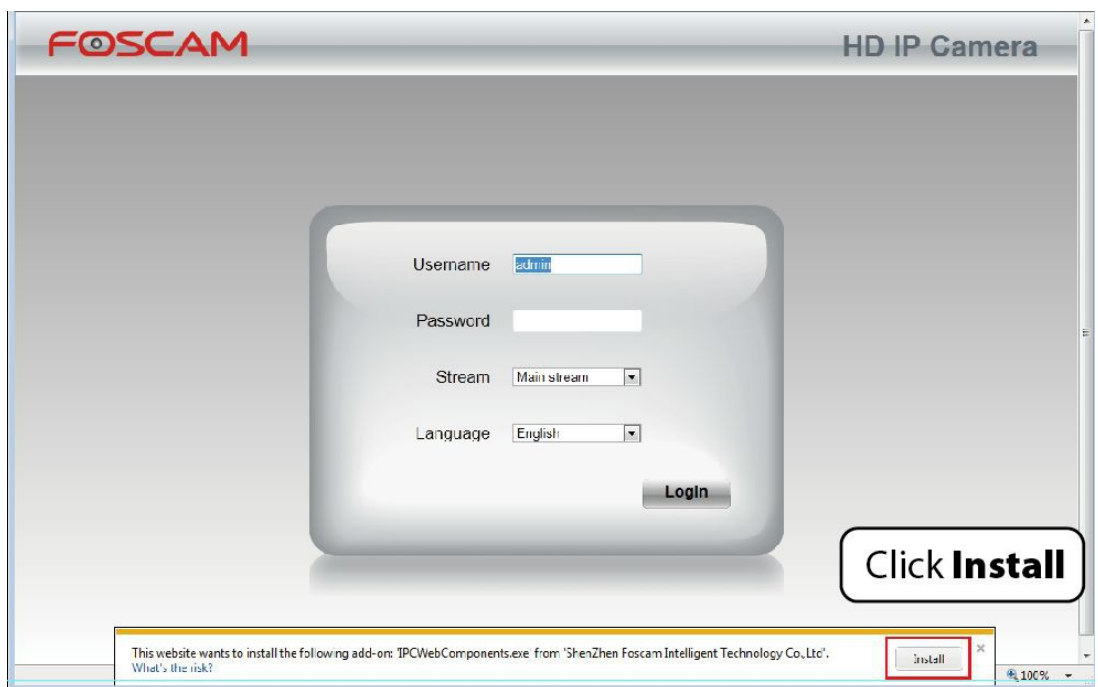 FOSCAM
HD IP Camera
Username admin
Password
Stream Main stream
Language English
Login
Click Install
This website wants to install the following add-on: 'IPCWebComponents.exe' from 'ShenZhen Foscam Intelligent Technology Co.,Ltd'.
What's the risk?
Install
100%